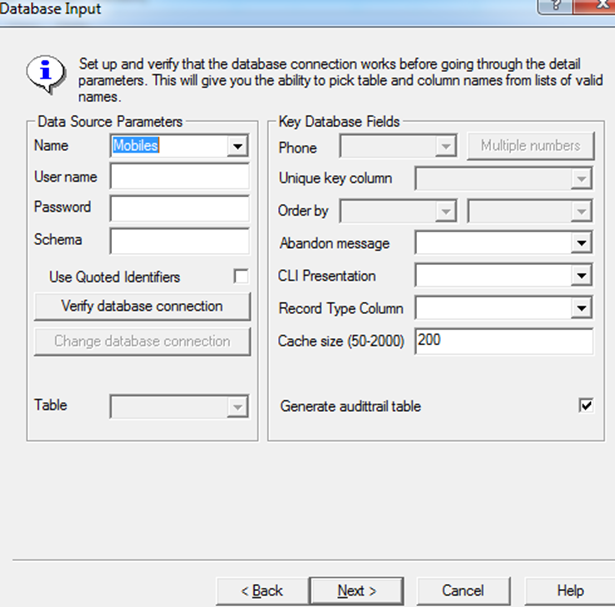 Database Input
Set up and verify that the database connection works before going through the detail
parameters. This will give you the ability to pick table and column names from lists of valid
names.
Data Source Parameters
Name Mobiles
User name
Password
Schema
Use Quoted Identifiers
Verify database connection
Change database connection
Table
Key Database Fields
Phone Multiple numbers
Unique key column
Order by
Abandon message
CLI Presentation
Record Type Column
Cache size (50-2000) 200
Generate audittrail table
< Back Next > Cancel Help